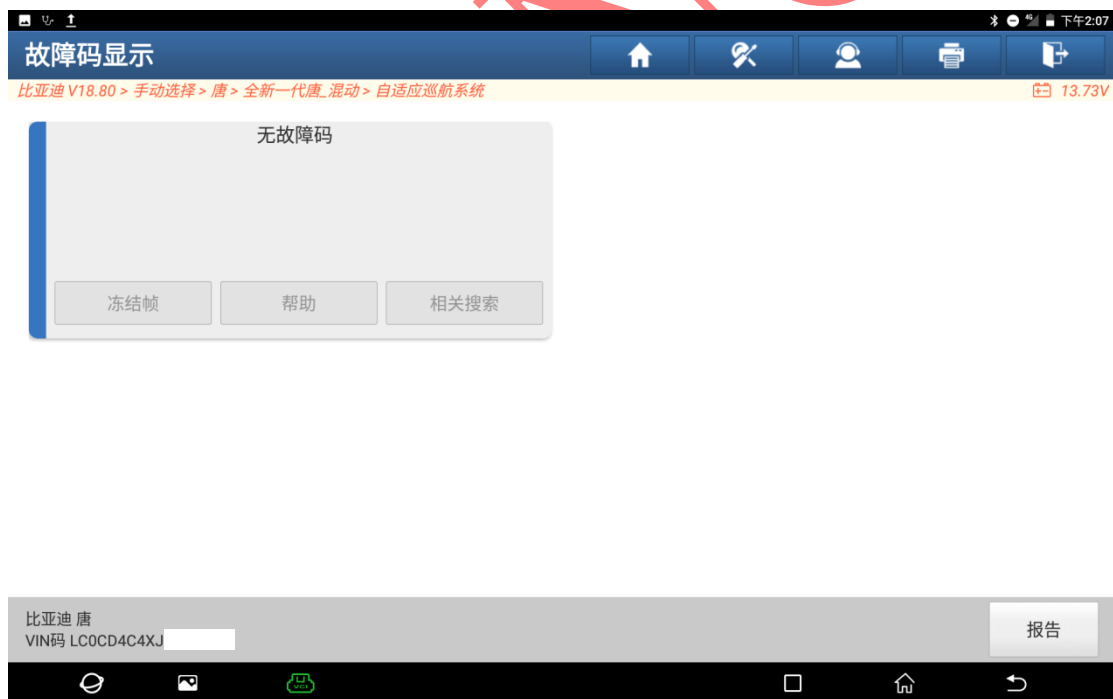 下午2:07
故障码显示
比亚迪 V18.80 > 手动选择 > 唐 > 全新一代唐_混动 > 自适应巡航系统
13.73V
无故障码
冻结帧
帮助
相关搜索
比亚迪 唐
VIN码 LC0CD4C4XJ
报告
VCI